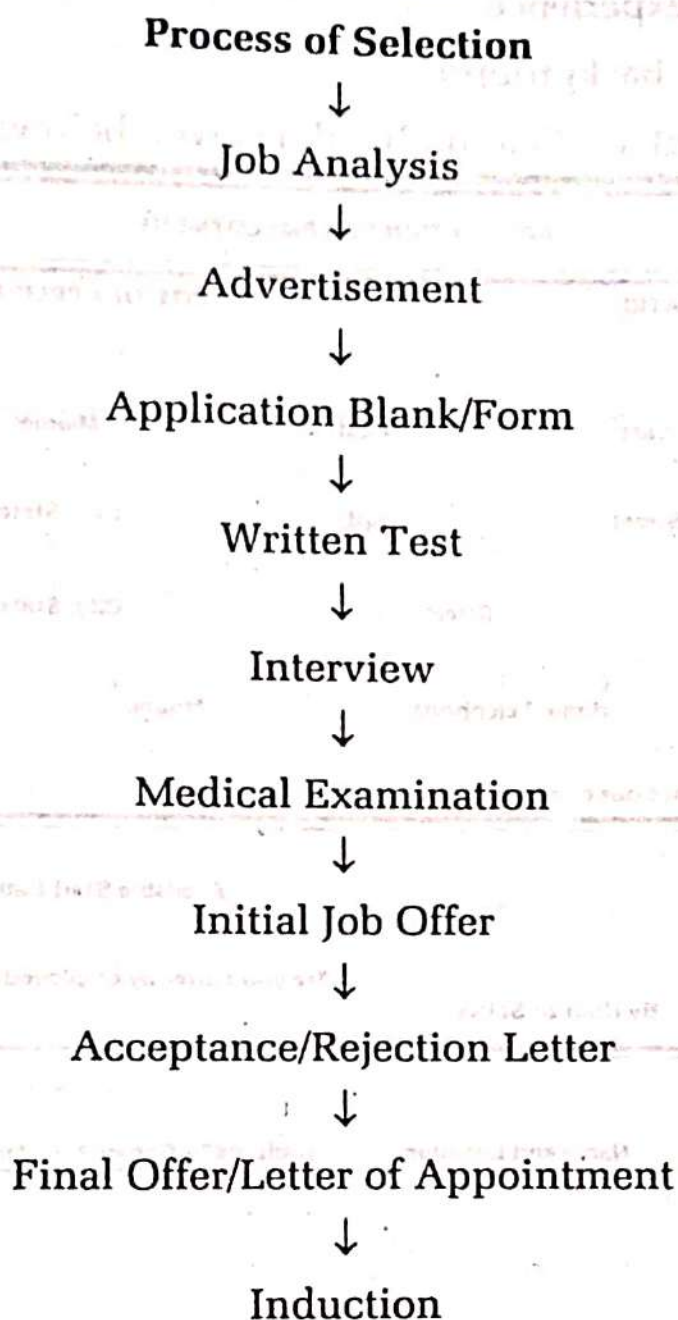 Process of Selection
↓
Job Analysis
↓
Advertisement
↓
Application Blank/Form
↓
Written Test
↓
Interview
↓
Medical Examination
↓
Initial Job Offer
↓
Acceptance/Rejection Letter
↓
Final Offer/Letter of Appointment
↓
Induction